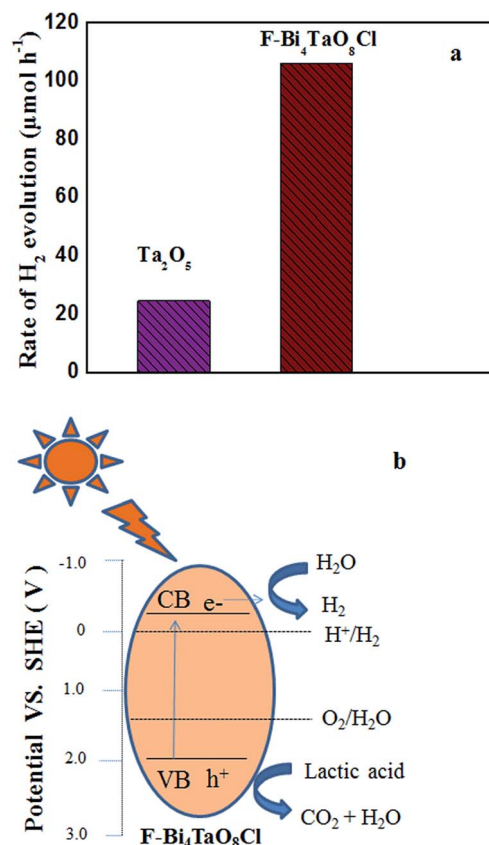 120
F-Bi₄TaO₈Cl
a
100
80
60
Ta₂O₅
40
20
0
Rate of H₂ evolution (μmol h⁻¹)
b
Potential VS. SHE ( V )
-1.0
0
1.0
2.0
3.0
CB e-
H₂O
H₂
H⁺/H₂
O₂/H₂O
VB h⁺
Lactic acid
CO₂ + H₂O
F-Bi₄TaO₈Cl